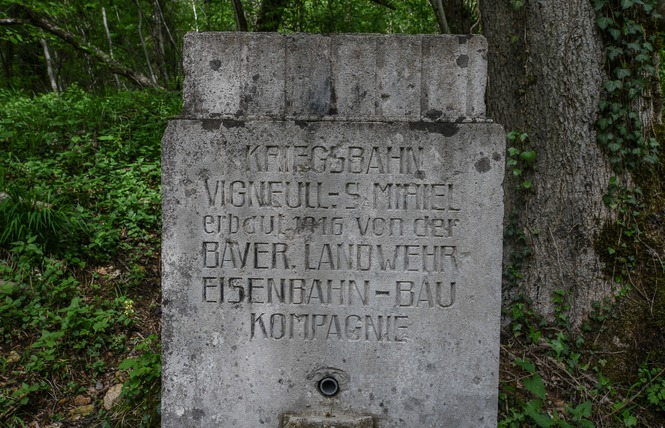 KRIEGSBAHN
VIGNEULL.-S. MIHIEL
erbaut 1916 von der
BAYER. LANDWEHR-
EISENBAHN-BAU
KOMPAGNIE